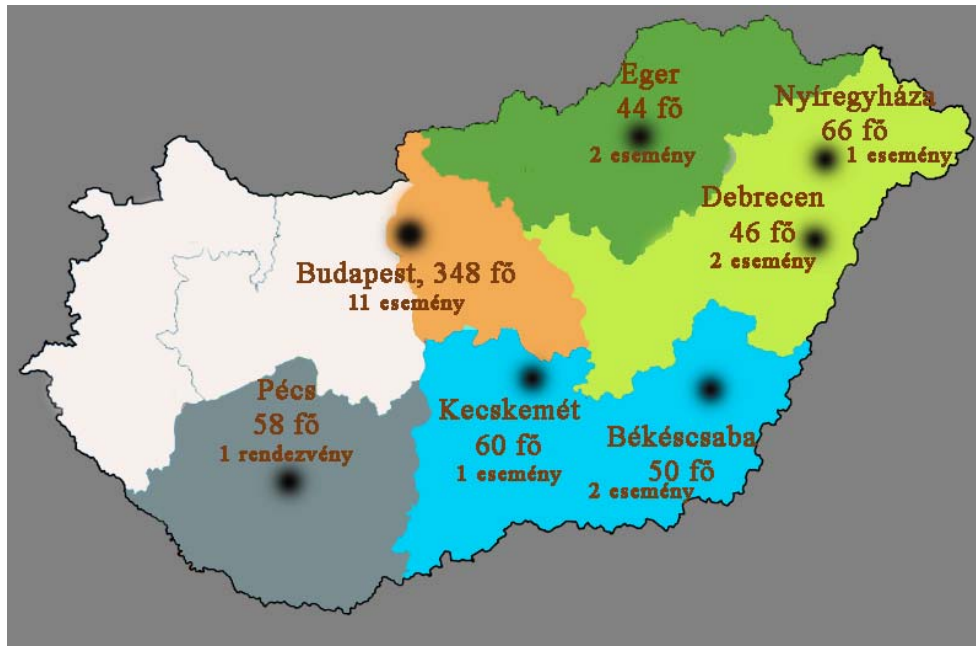 Eger
44 fő
2 esemény
Nyíregyháza
66 fő
1 esemény
Debrecen
46 fő
2 esemény
Budapest, 348 fő
11 esemény
Pécs
58 fő
1 rendezvény
Kecskemét
60 fő
1 esemény
Békéscsaba
50 fő
2 esemény